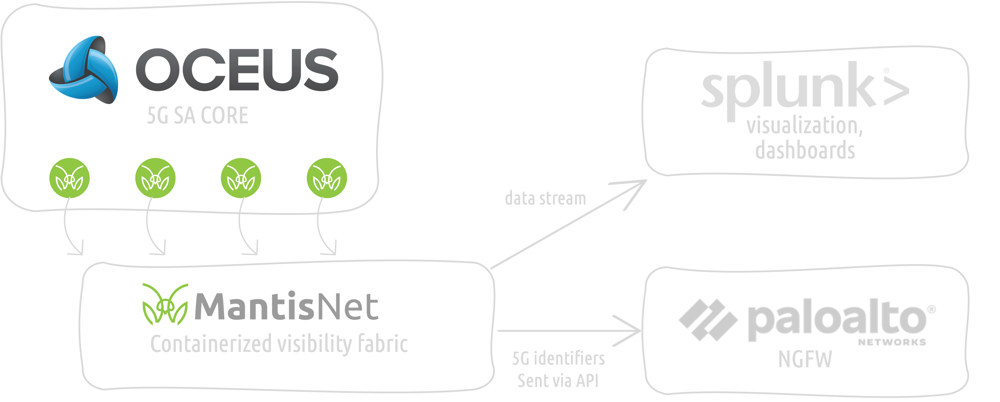 OCEUS
5G SA CORE
splunk>®
visualization,
dashboards
data stream
MantisNet
Containerized visibility fabric
5G identifiers
Sent via API
paloalto®
NETWORKS
NGFW